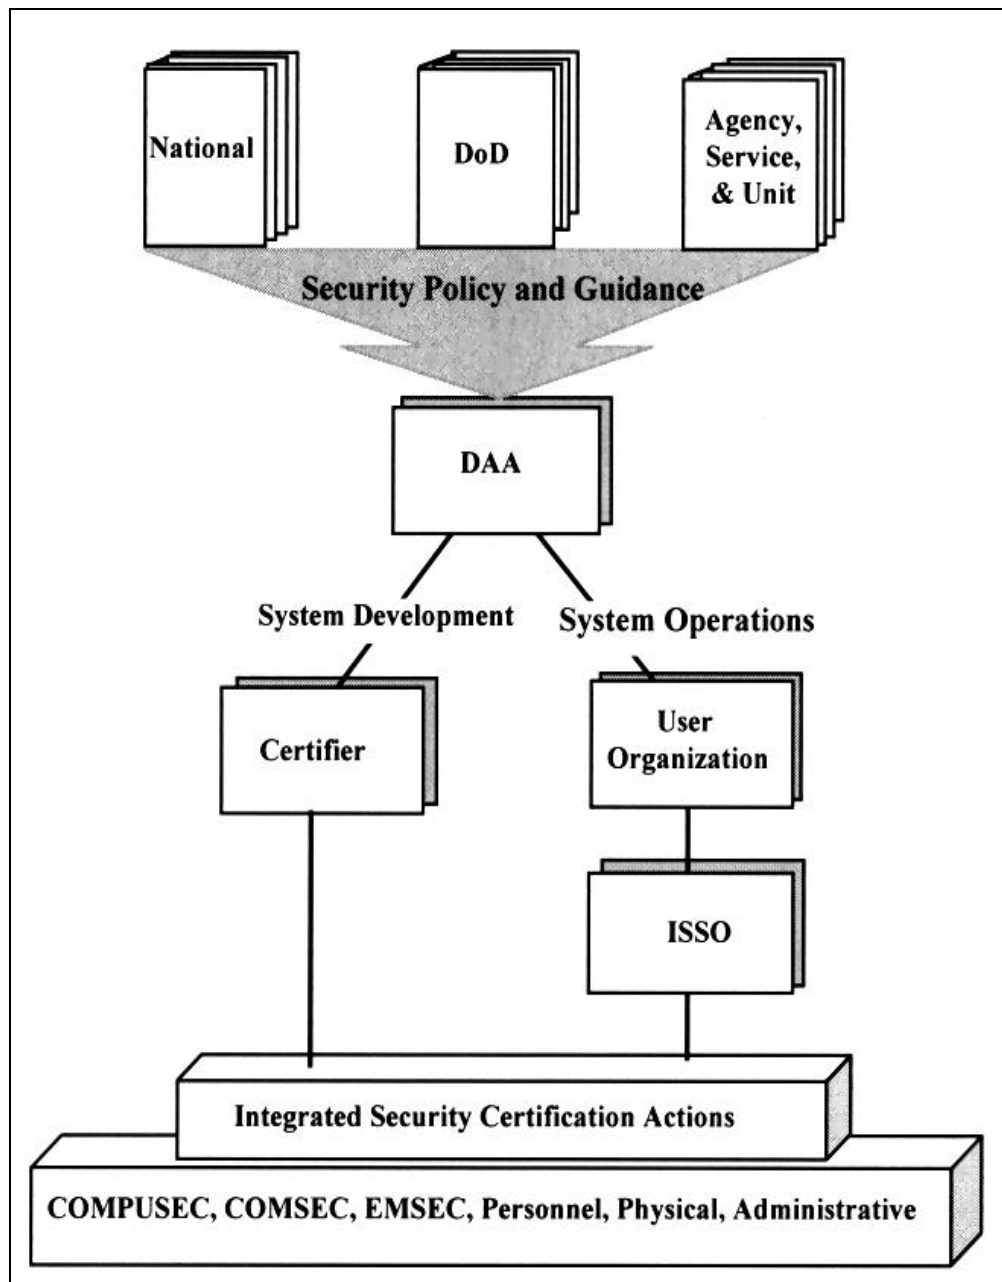 National
DoD
Agency,
Service,
& Unit
Security Policy and Guidance
DAA
System Development
System Operations
Certifier
User
Organization
ISSO
Integrated Security Certification Actions
COMPUSEC, COMSEC, EMSEC, Personnel, Physical, Administrative